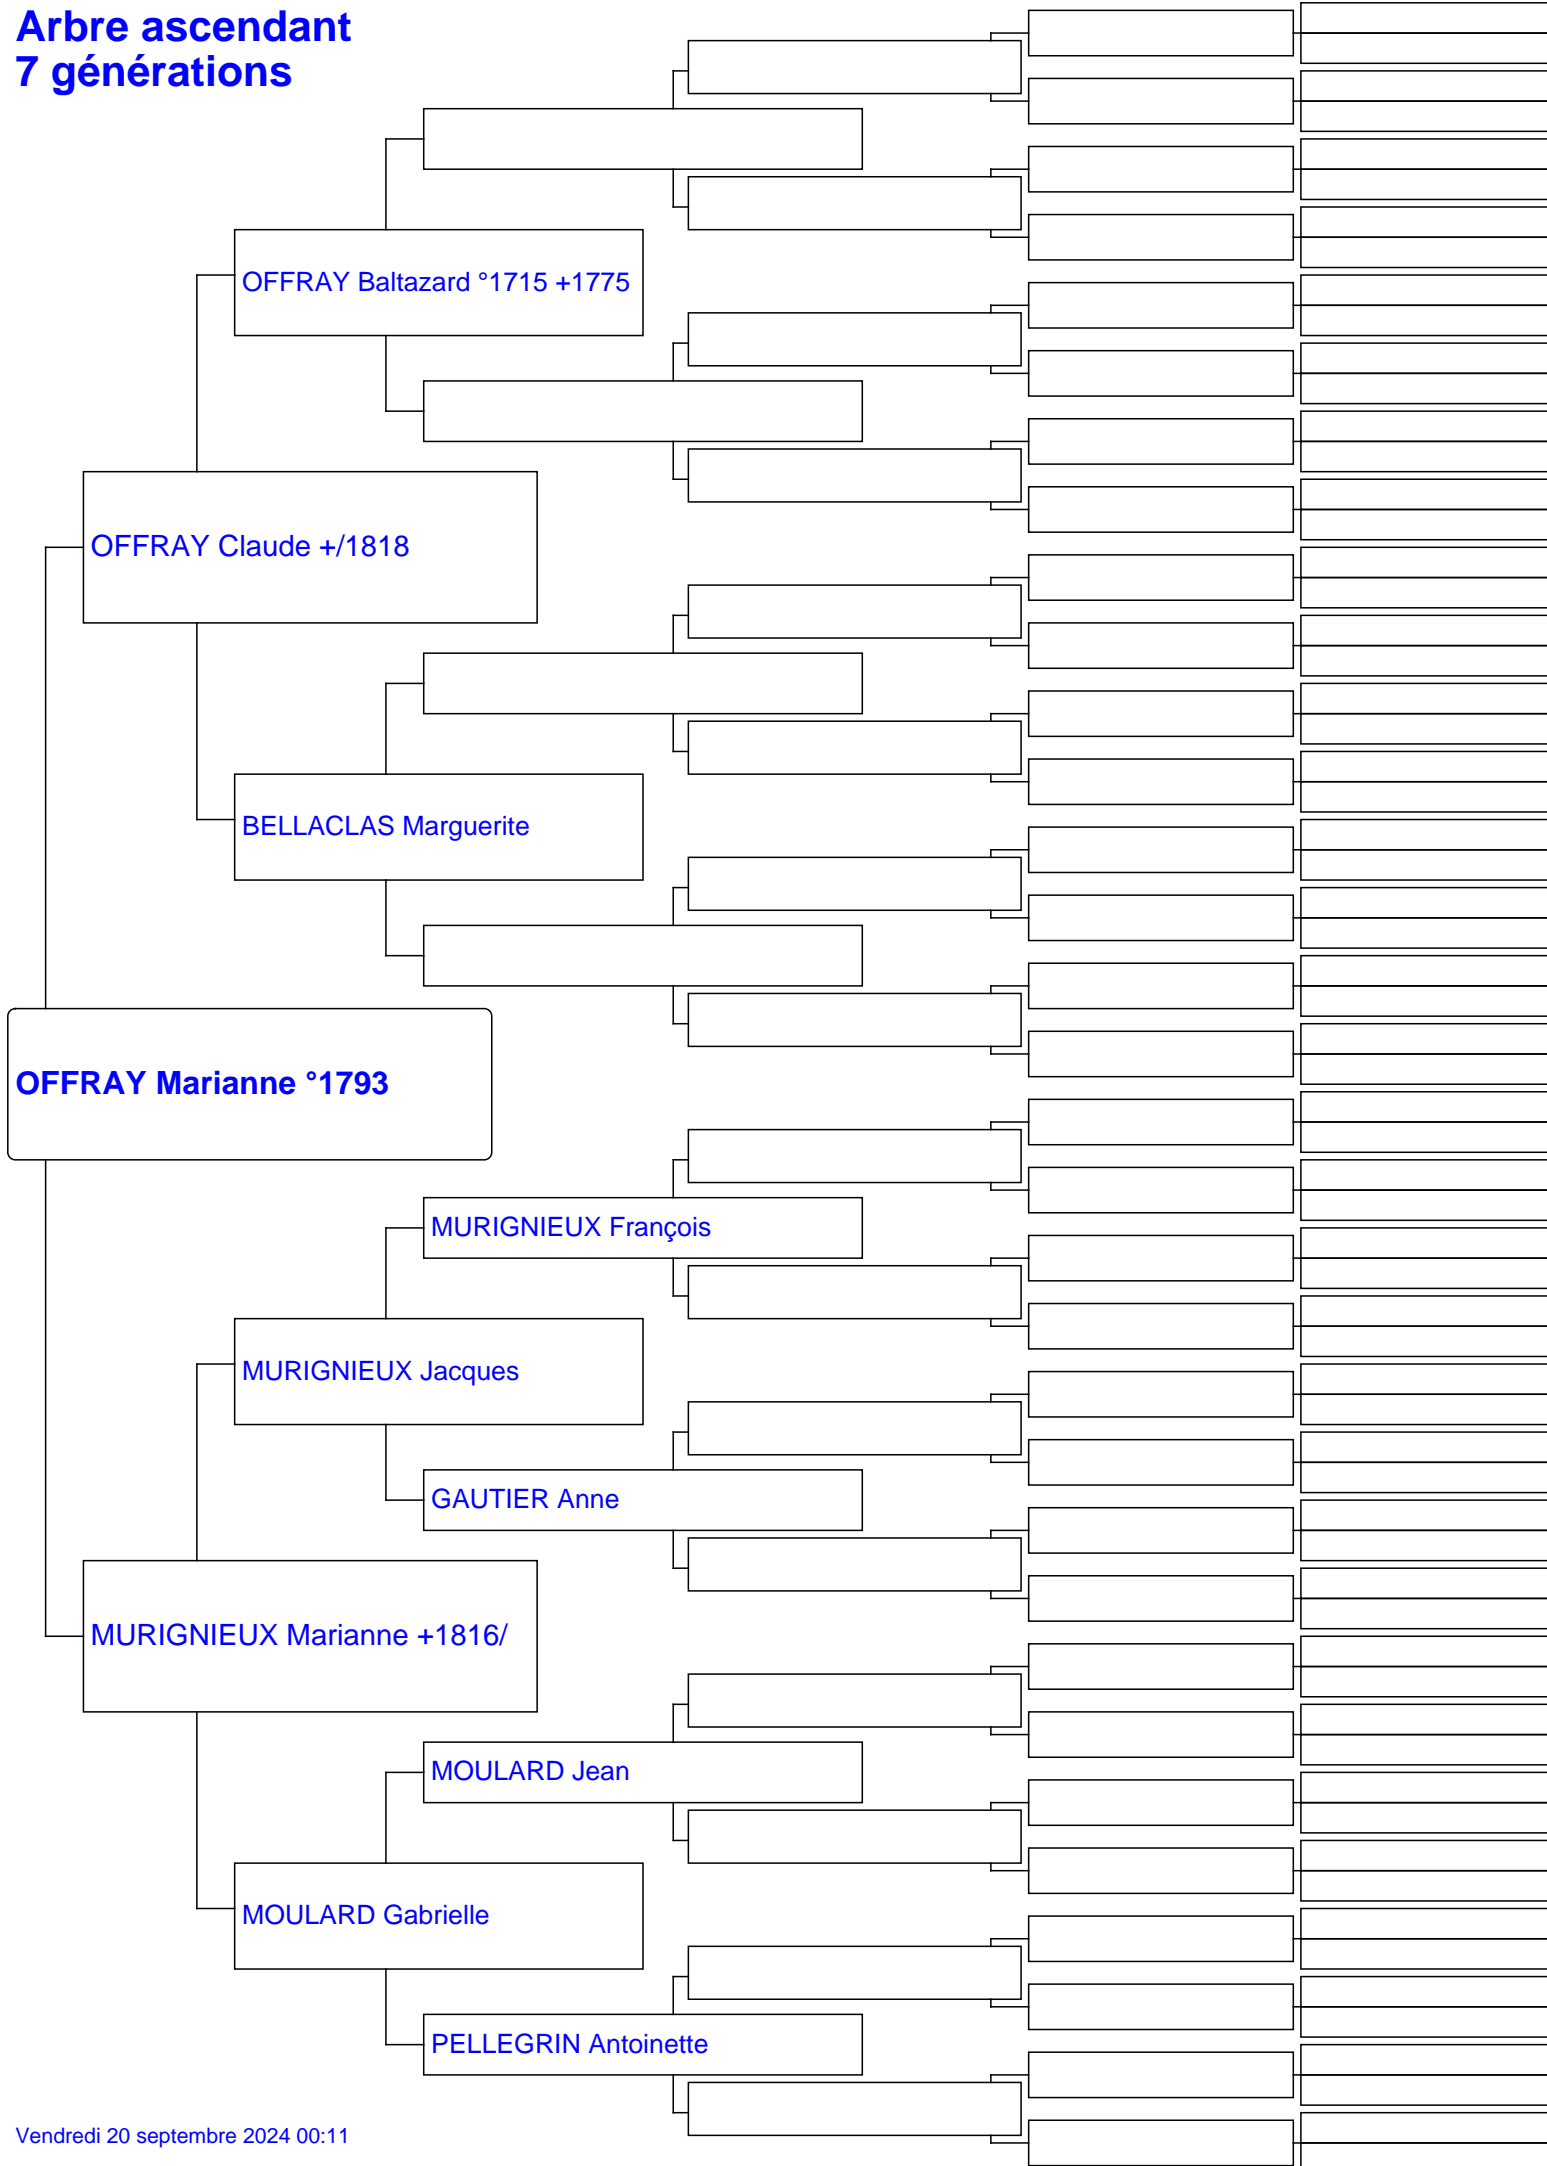 Arbre ascendant
7 générations
OFFRAY Baltazard °1715 +1775
OFFRAY Claude +/1818
BELLACLAS Marguerite
OFFRAY Marianne °1793
MURIGNIEUX François
MURIGNIEUX Jacques
GAUTIER Anne
MURIGNIEUX Marianne +1816/
MOULARD Jean
MOULARD Gabrielle
PELLEGRIN Antoinette
Vendredi 20 septembre 2024 00:11